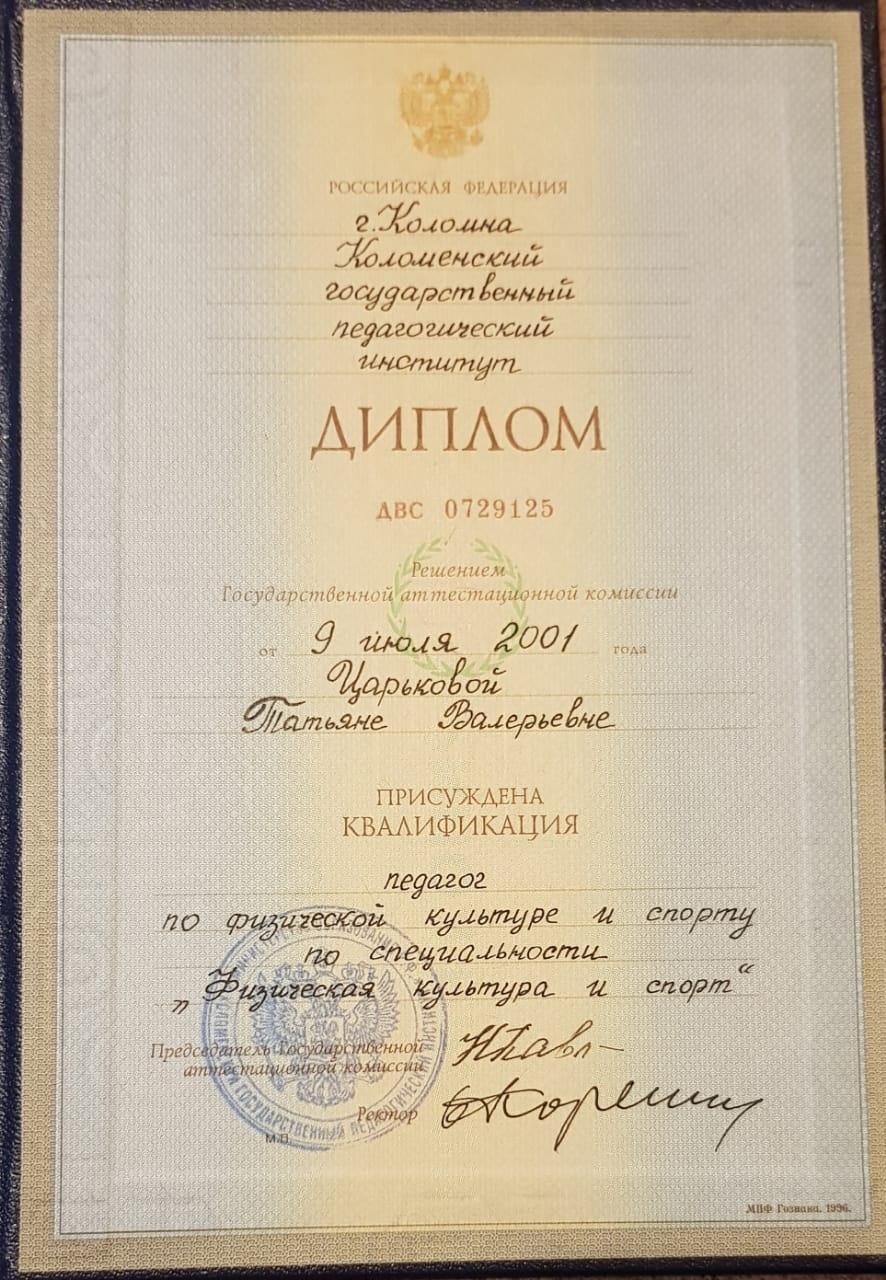 РОССИЙСКАЯ ФЕДЕРАЦИЯ
г. Коломна
Коломенский
государственный
педагогический
институт
ДИПЛОМ
ДВС 0729125
Решением
Государственной аттестационной комиссии
от 9 июля 2001 года
Царьковой
Татьяне Валерьевне
ПРИСУЖДЕНА
КВАЛИФИКАЦИЯ
педагог
по физической культуре и спорту
по специальности
„Физическая культура и спорт“
Председатель Государственной
аттестационной комиссии
Ректор
М.П.
МПФ Гознака. 1996.